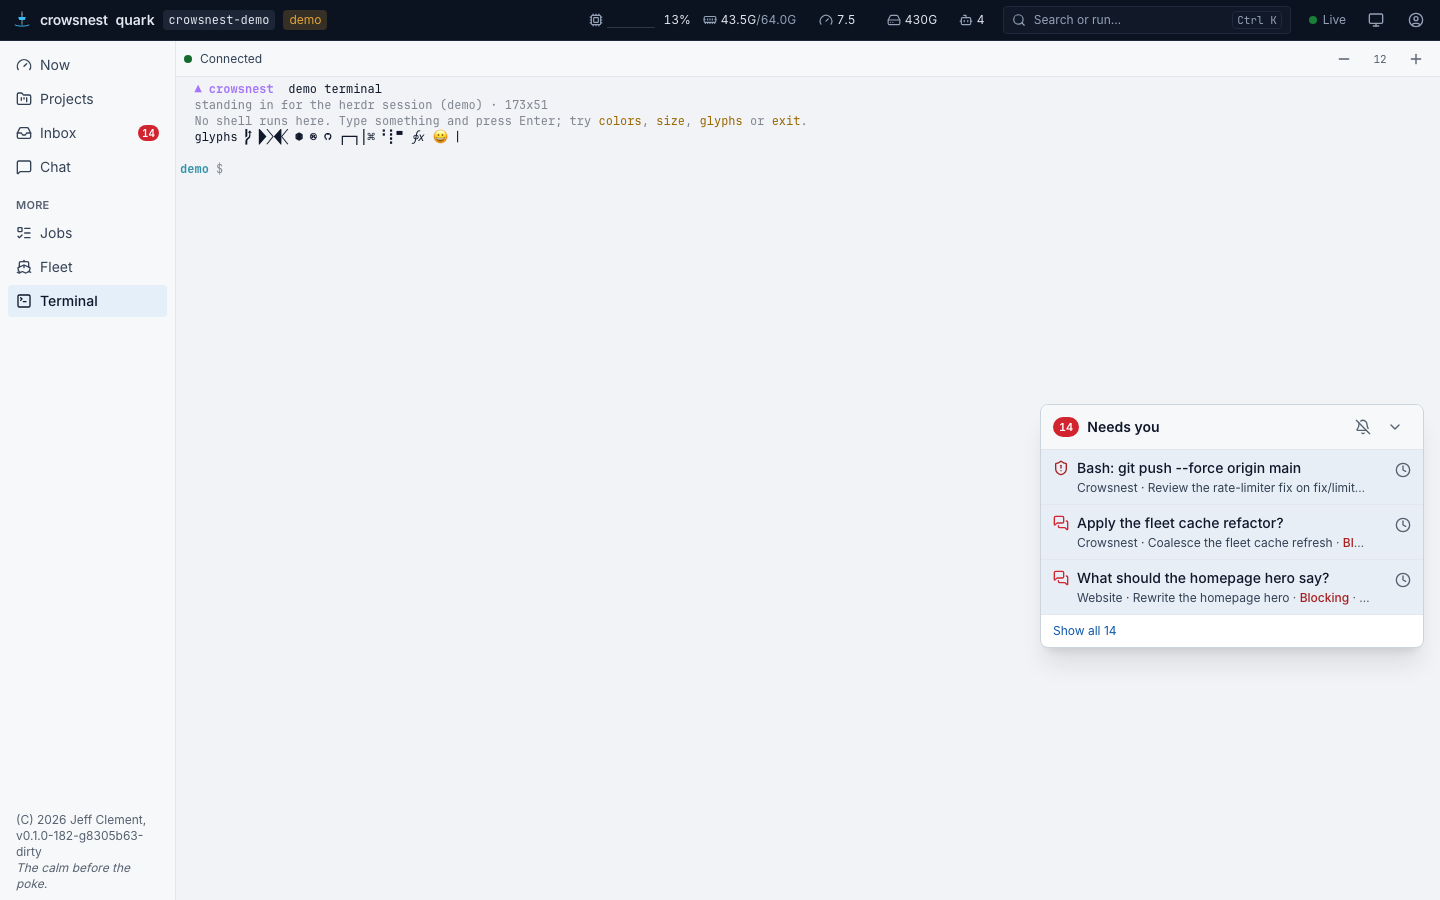 crowsnest quark crowsnest-demo demo 13% 43.5G/64.0G 7.5 430G 4 Search or run... Ctrl K Live
Now
Projects
Inbox 14
Chat
MORE
Jobs
Fleet
Terminal
(C) 2026 Jeff Clement,
v0.1.0-182-g8305b63-
dirty
The calm before the
poke.
Connected 12
▲ crowsnest demo terminal
standing in for the herdr session (demo) · 173x51
No shell runs here. Type something and press Enter; try colors, size, glyphs or exit.
glyphs
demo $
14 Needs you
Bash: git push --force origin main
Crowsnest · Review the rate-limiter fix on fix/limit...
Apply the fleet cache refactor?
Crowsnest · Coalesce the fleet cache refresh · Bl...
What should the homepage hero say?
Website · Rewrite the homepage hero · Blocking · ...
Show all 14